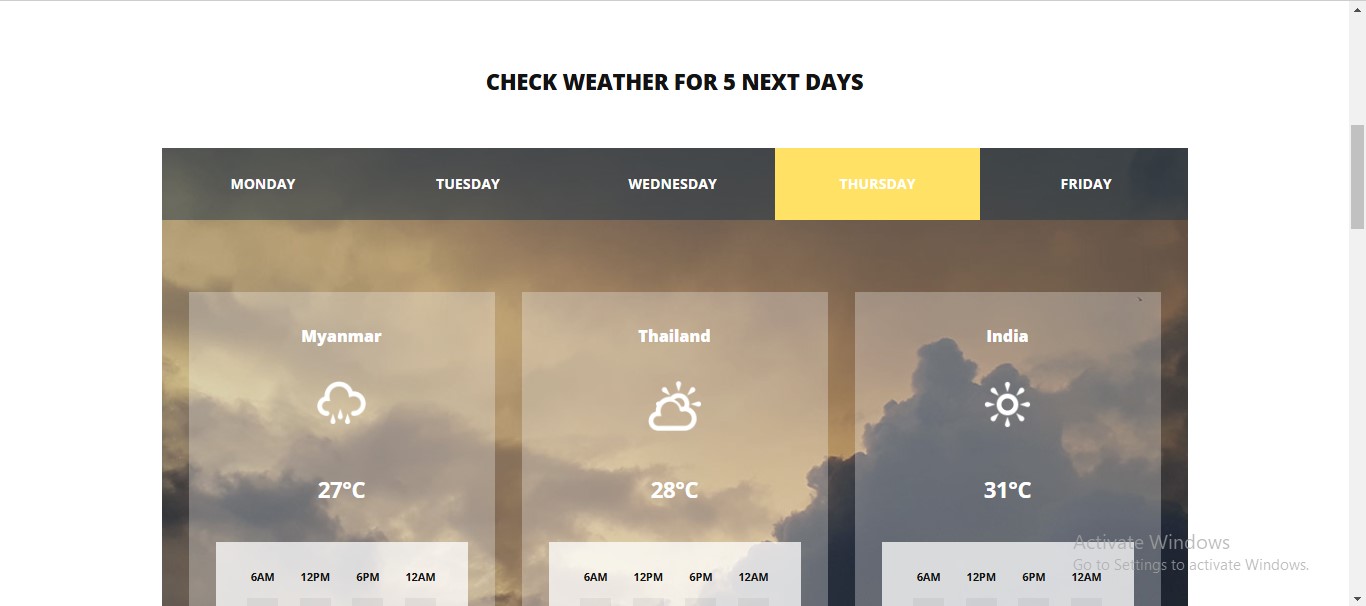 CHECK WEATHER FOR 5 NEXT DAYS
MONDAY TUESDAY WEDNESDAY THURSDAY FRIDAY
Myanmar Thailand India
27°C 28°C 31°C
Activate Windows
Go to Settings to activate Windows.
6AM 12PM 6PM 12AM 6AM 12PM 6PM 12AM 6AM 12PM 6PM 12AM